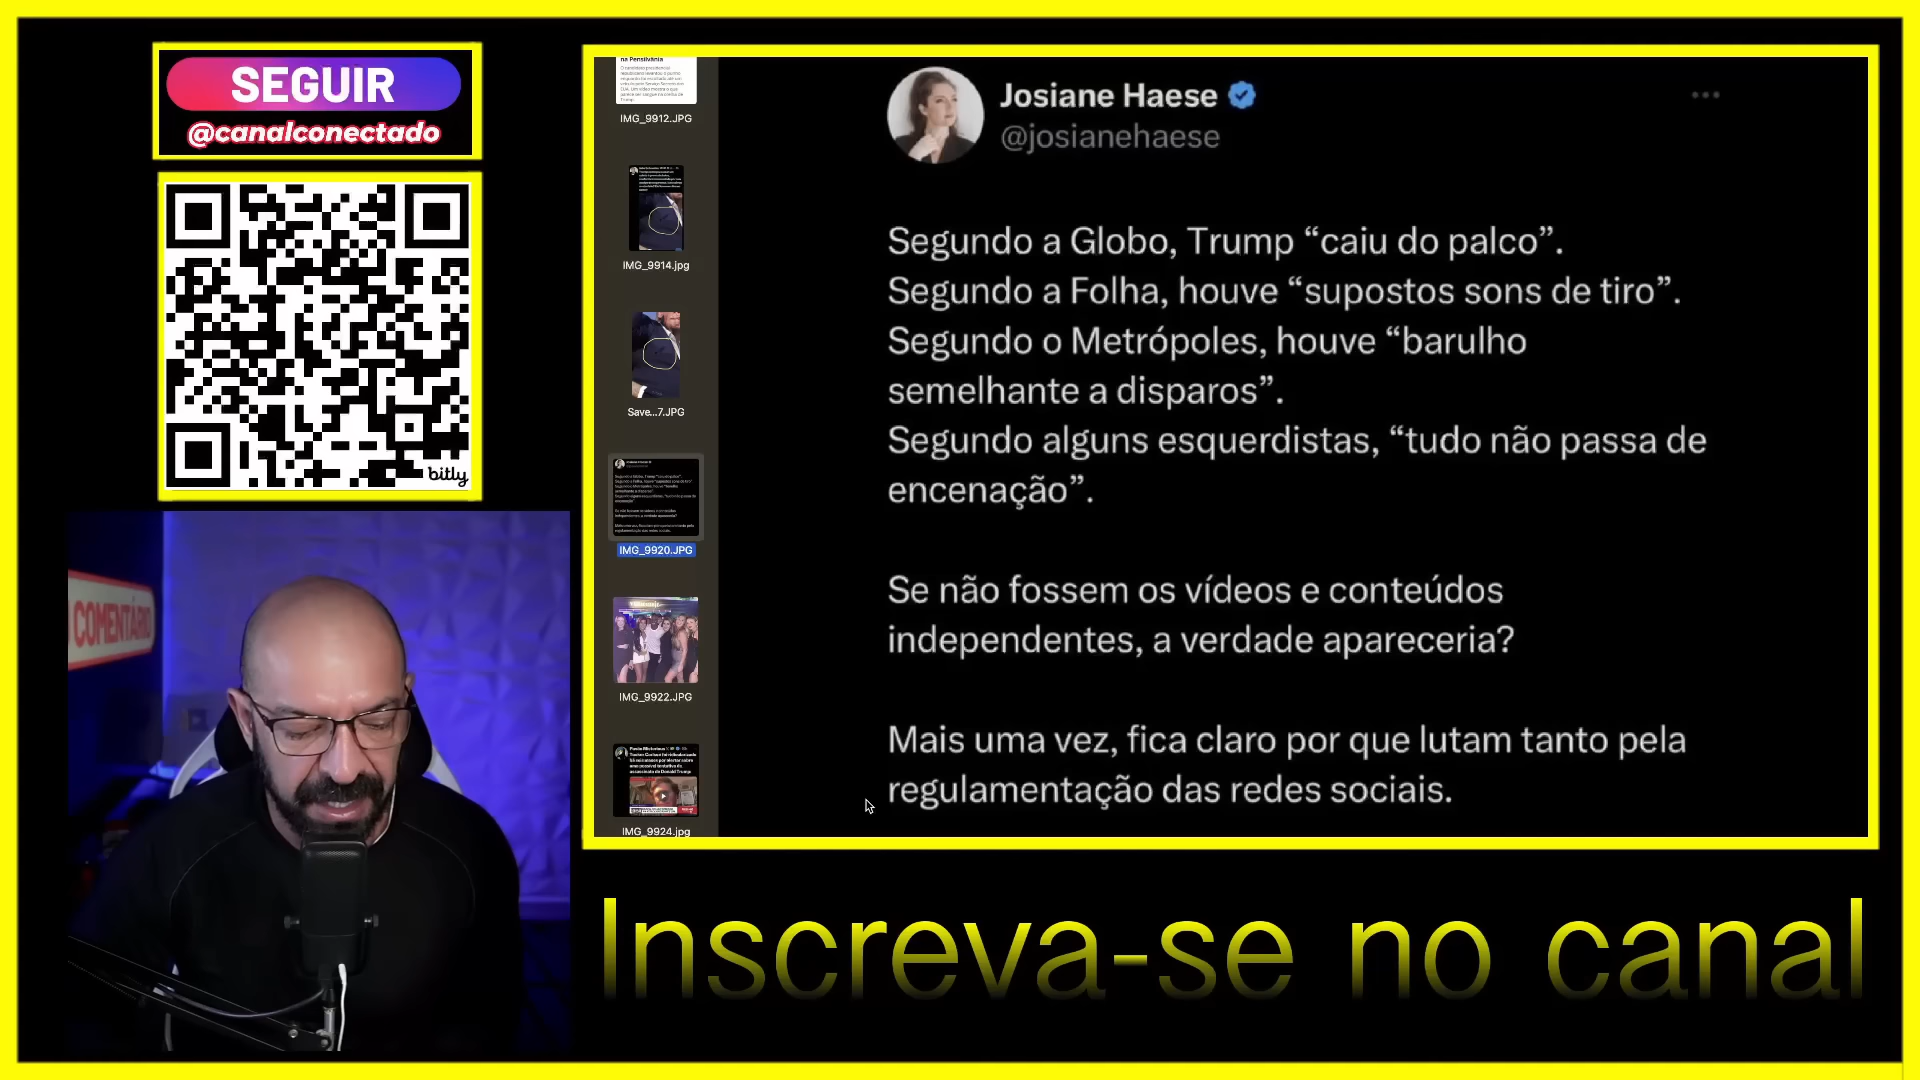 SEGUIR
@canalconectado
bitly
COMENTÁRIO
na Pensilvânia
IMG_9912.JPG
IMG_9914.jpg
Save...7.JPG
IMG_9920.JPG
IMG_9922.JPG
IMG_9924.jpg
Josiane Haese
@josianehaese
Segundo a Globo, Trump “caiu do palco”.
Segundo a Folha, houve “supostos sons de tiro”.
Segundo o Metrópoles, houve “barulho
semelhante a disparos”.
Segundo alguns esquerdistas, “tudo não passa de
encenação”.
Se não fossem os vídeos e conteúdos
independentes, a verdade apareceria?
Mais uma vez, fica claro por que lutam tanto pela
regulamentação das redes sociais.
Inscreva-se no canal